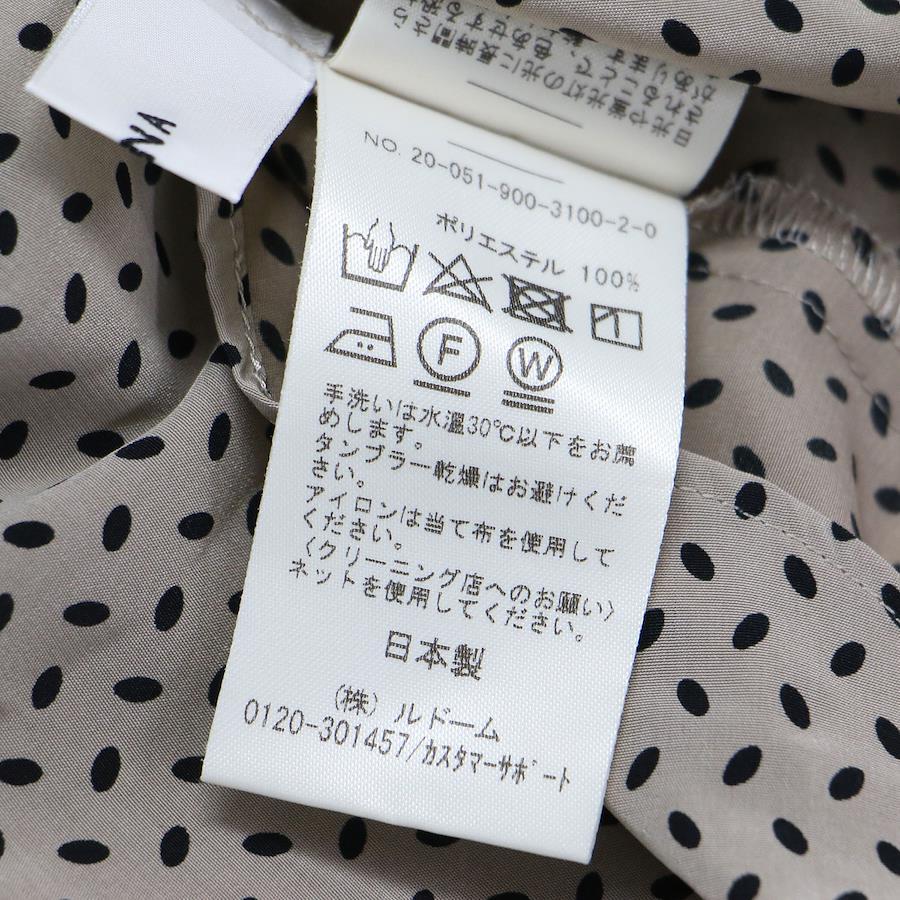 NO. 20-051-900-3100-2-0
ポリエステル 100%
F
W
手洗いは水温30℃以下をお薦
めします。
タンブラー乾燥はお避けくだ
さい。
アイロンは当て布を使用して
ください。
〈クリーニング店へのお願い〉
ネットを使用してください。
日本製
(株) ルドーム
0120-301457/カスタマーサポート